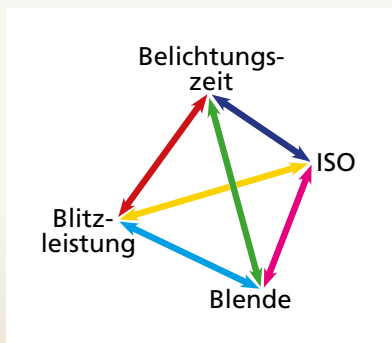 Belichtungs-
zeit
ISO
Blitz-
leistung
Blende